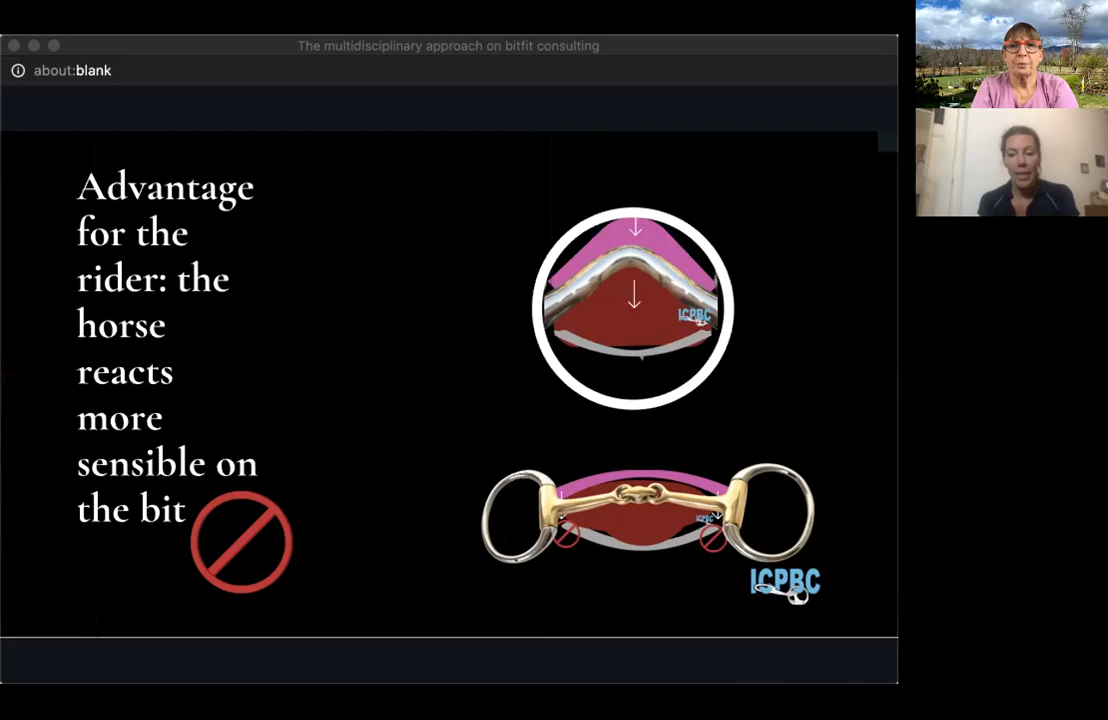 The multidisciplinary approach on bitfit consulting
about:blank
Advantage
for the
rider: the
horse
reacts
more
sensible on
the bit
ICPBC
ICPBC
ICPBC